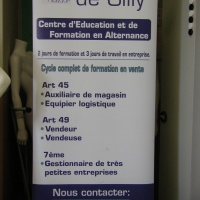 de Silly
Centre d'Education et de
Formation en Alternance
2 jours de formation et 3 jours de travail en entreprise.
Cycle complet de formation en vente
Art 45
•Auxiliaire de magasin
•Equipier logistique
Art 49
•Vendeur
•Vendeuse
7ème
•Gestionnaire de très
petites entreprises
Nous contacter: